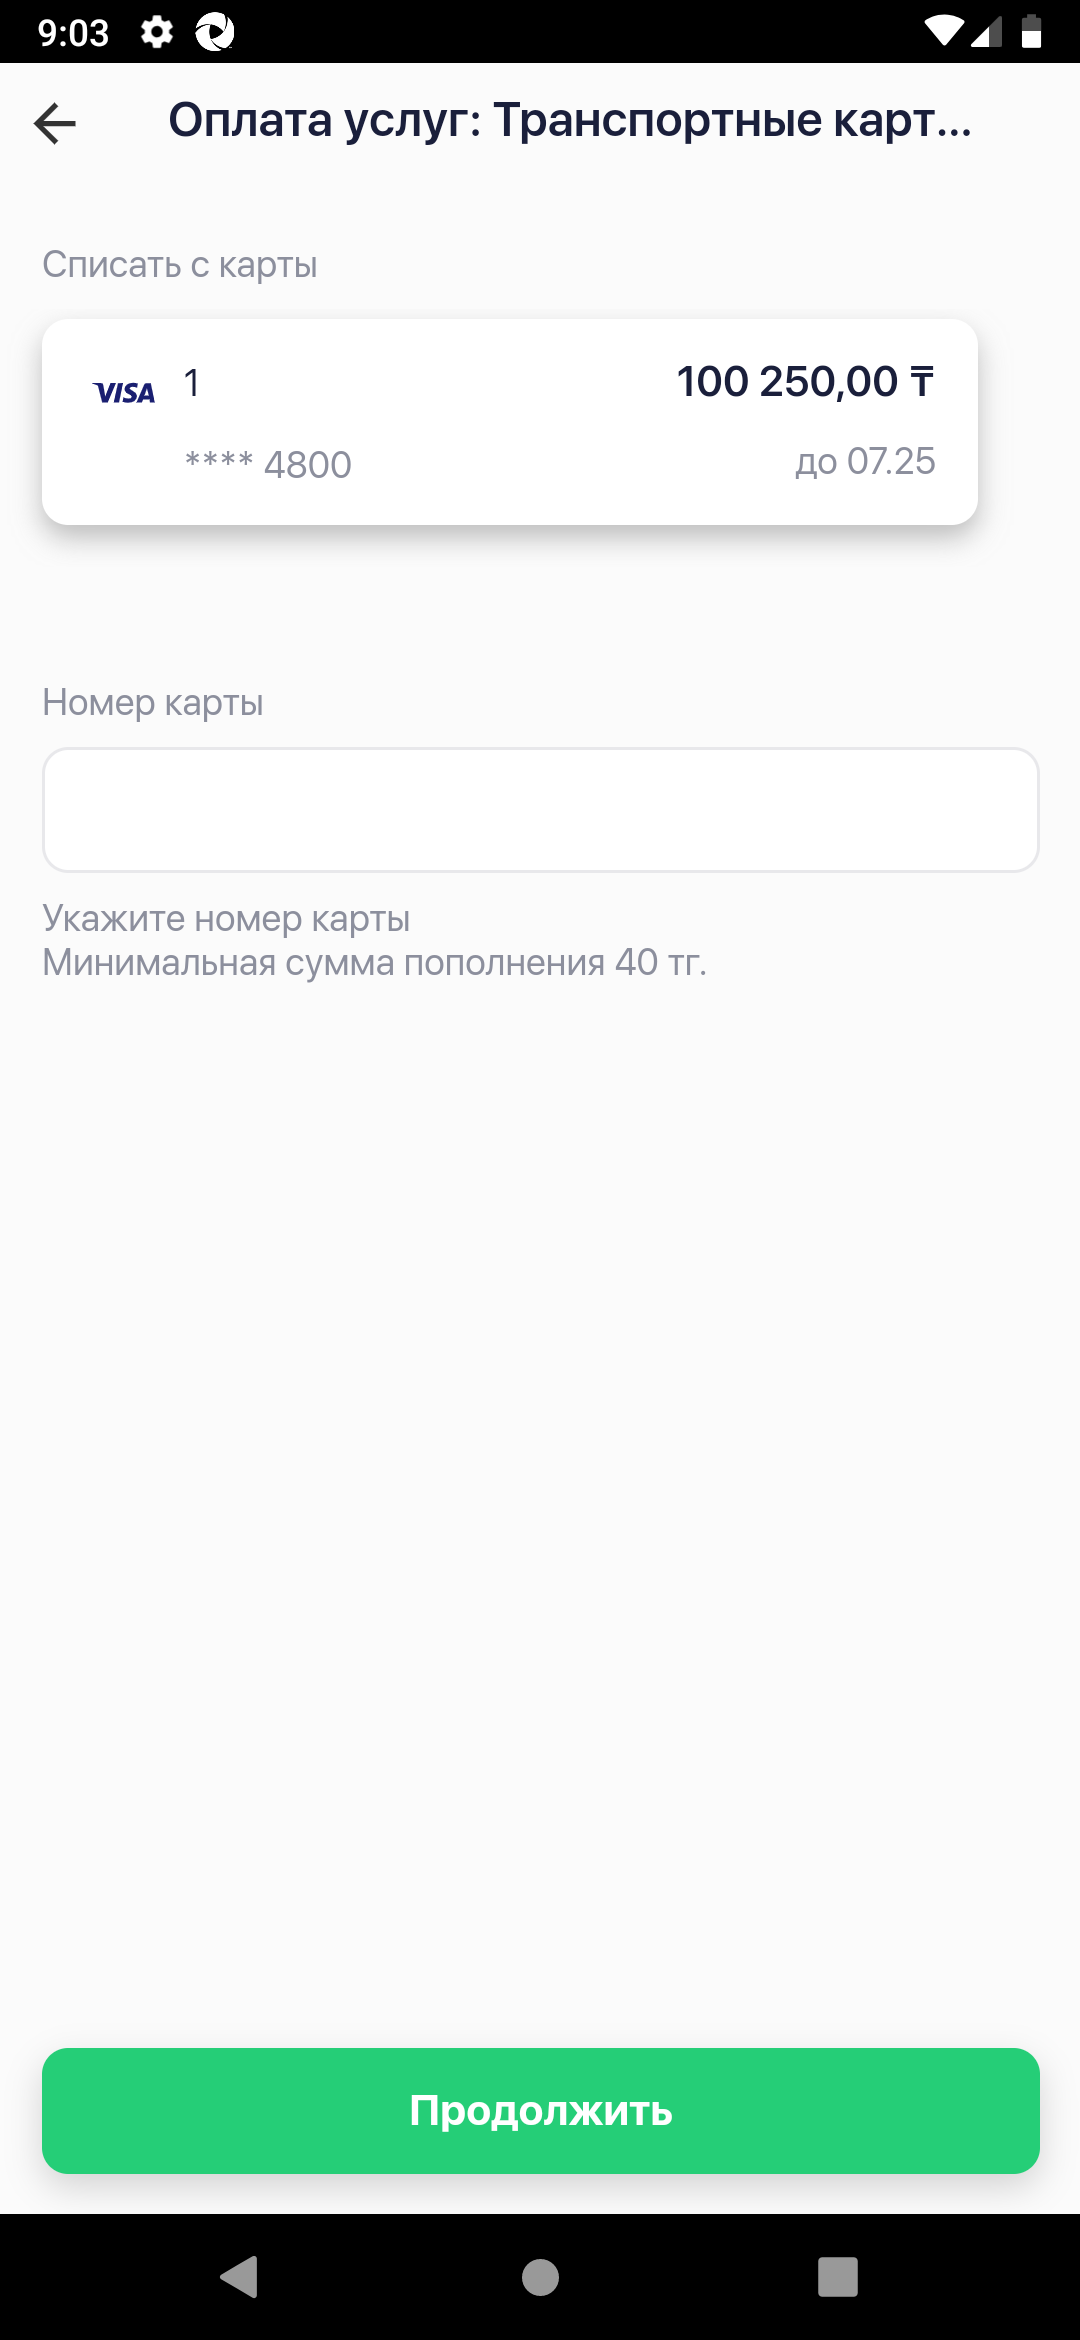 9:03
Оплата услуг: Транспортные карт...
Списать с карты
VISA 1 100 250,00 ₸
**** 4800 до 07.25
Номер карты
Укажите номер карты
Минимальная сумма пополнения 40 тг.
Продолжить